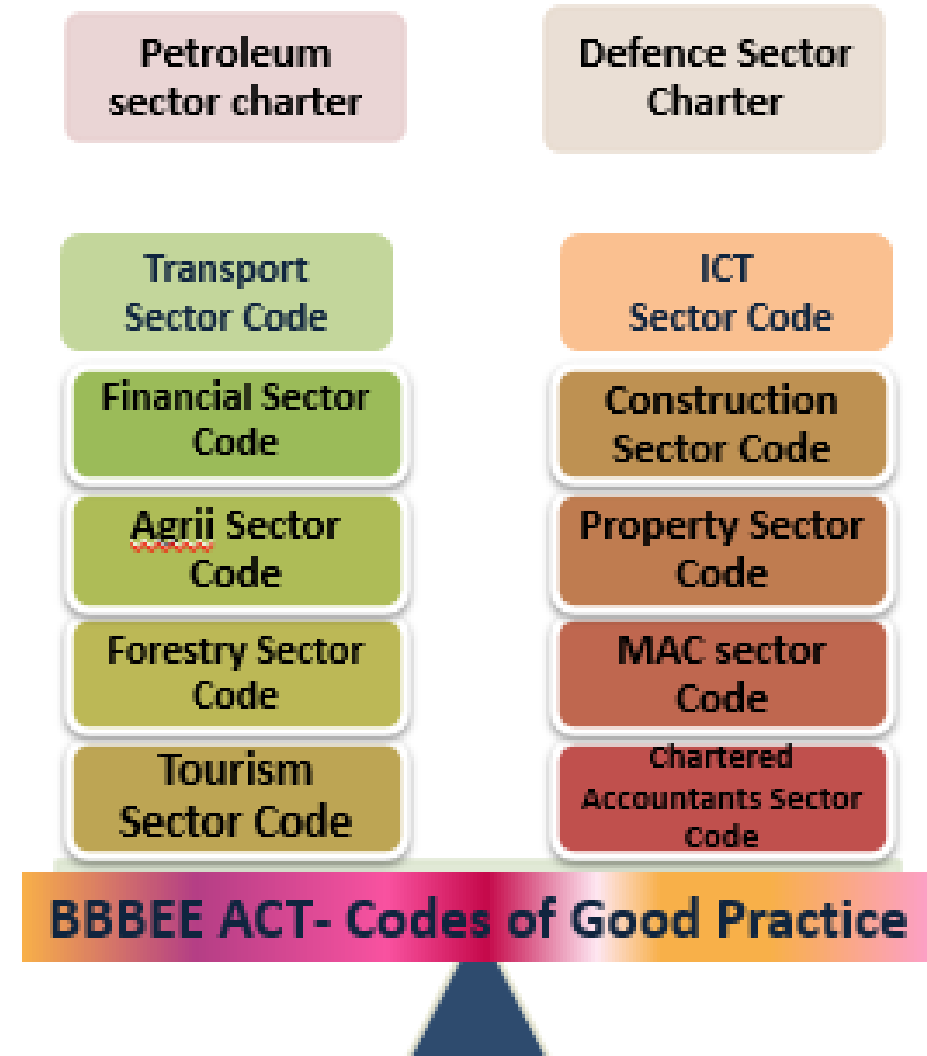 Petroleum
sector charter
Defence Sector
Charter
Transport
Sector Code
ICT
Sector Code
Financial Sector
Code
Construction
Sector Code
Agrii Sector
Code
Property Sector
Code
Forestry Sector
Code
MAC sector
Code
Tourism
Sector Code
Chartered
Accountants Sector
Code
BBBEE ACT- Codes of Good Practice